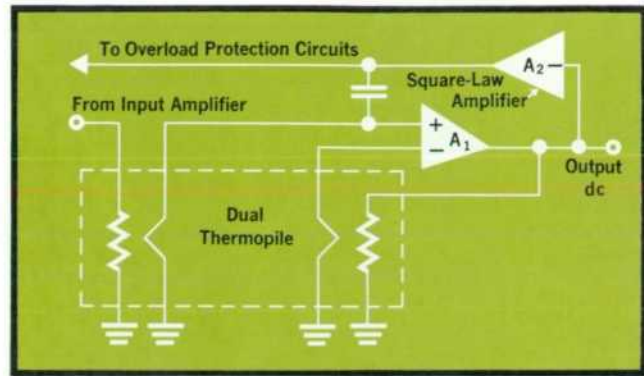 To Overload Protection Circuits
A2
−
Square-Law
Amplifier
From Input Amplifier
+
−
A1
Output
dc
Dual
Thermopile